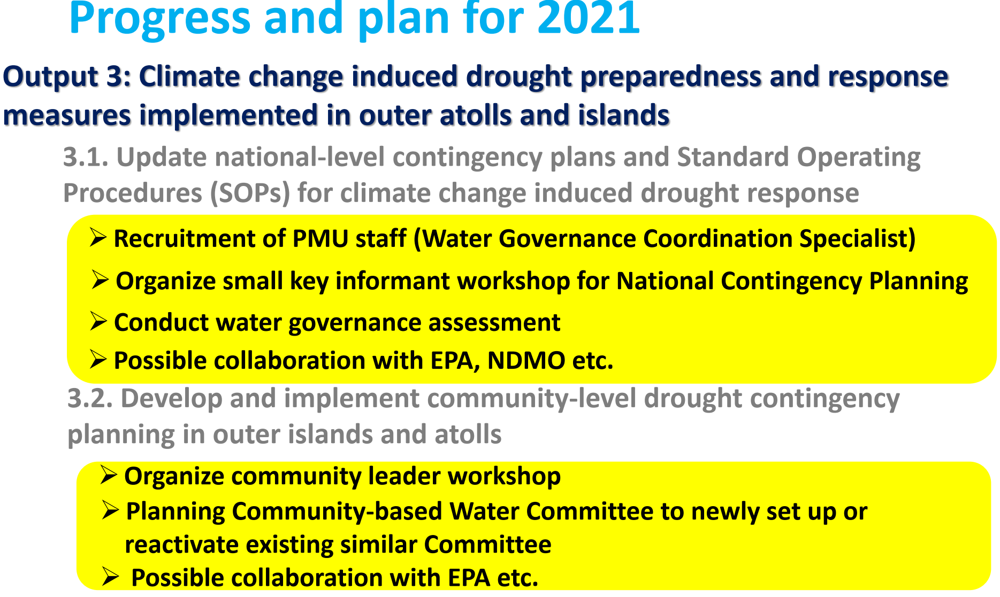 Progress and plan for 2021
Output 3: Climate change induced drought preparedness and response
measures implemented in outer atolls and islands
3.1. Update national-level contingency plans and Standard Operating
Procedures (SOPs) for climate change induced drought response
➢ Recruitment of PMU staff (Water Governance Coordination Specialist)
➢ Organize small key informant workshop for National Contingency Planning
➢ Conduct water governance assessment
➢ Possible collaboration with EPA, NDMO etc.
3.2. Develop and implement community-level drought contingency
planning in outer islands and atolls
➢ Organize community leader workshop
➢ Planning Community-based Water Committee to newly set up or
reactivate existing similar Committee
➢ Possible collaboration with EPA etc.